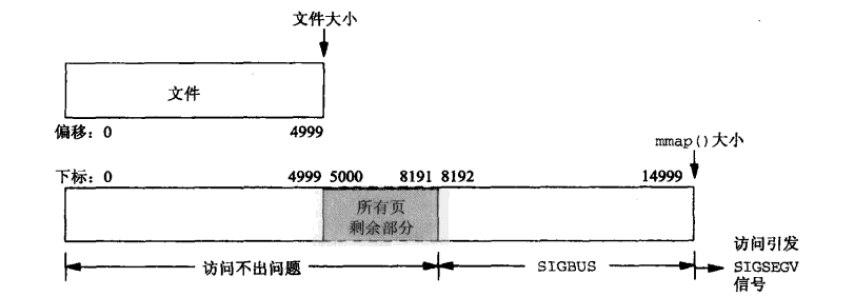 文件大小
文件
偏移：0 4999
mmap()大小
下标：0 4999 5000 8191 8192 14999
所有页
剩余部分
访问引发
访问不出问题 SIGBUS SIGSEGV
信号